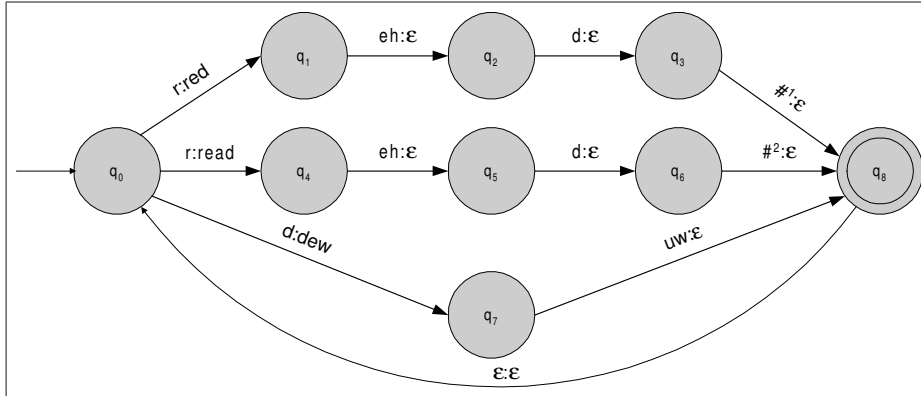 q₁ eh:ε q₂ d:ε q₃
r:red #¹:ε
q₀ r:read q₄ eh:ε q₅ d:ε q₆ #²:ε q₈
d:dew uw:ε
q₇
ε:ε